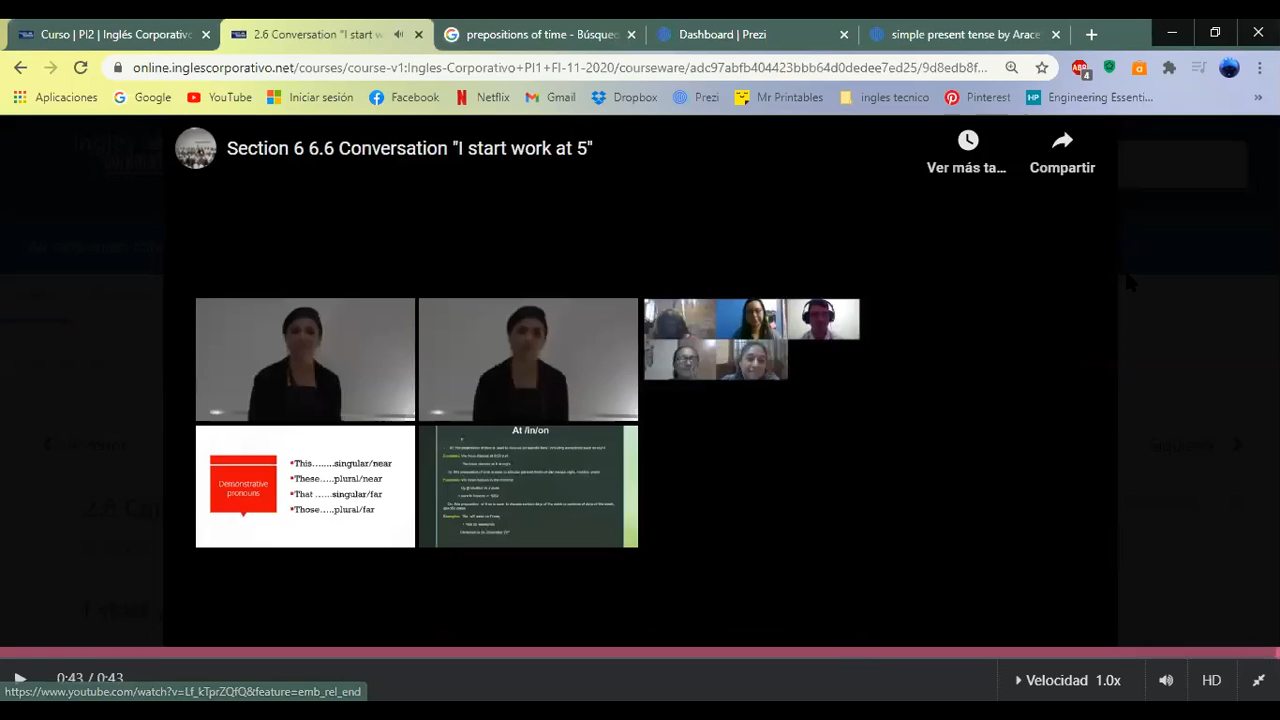 Curso | PI2 | Inglés Corporativo
2.6 Conversation "I start w
prepositions of time - Búsque
Dashboard | Prezi
simple present tense by Arace
online.inglescorporativo.net/courses/course-v1:Ingles-Corporativo+PI1+FI-11-2020/courseware/adc97abfb404423bbb64d0dedee7ed25/9d8edb8f...
4
Aplicaciones
Google
YouTube
Iniciar sesión
Facebook
Netflix
Gmail
Dropbox
Prezi
Mr Printables
ingles tecnico
Pinterest
Engineering Essenti...
Section 6 6.6 Conversation "I start work at 5"
Ver más ta...
Compartir
Demonstrative
pronouns
▪This........singular/near
▪These.....plural/near
▪That ......singular/far
▪Those.....plural/far
At /in/on
0:43 / 0:43
Velocidad 1.0x
HD
https://www.youtube.com/watch?v=Lf_kTprZQfQ&feature=emb_rel_end